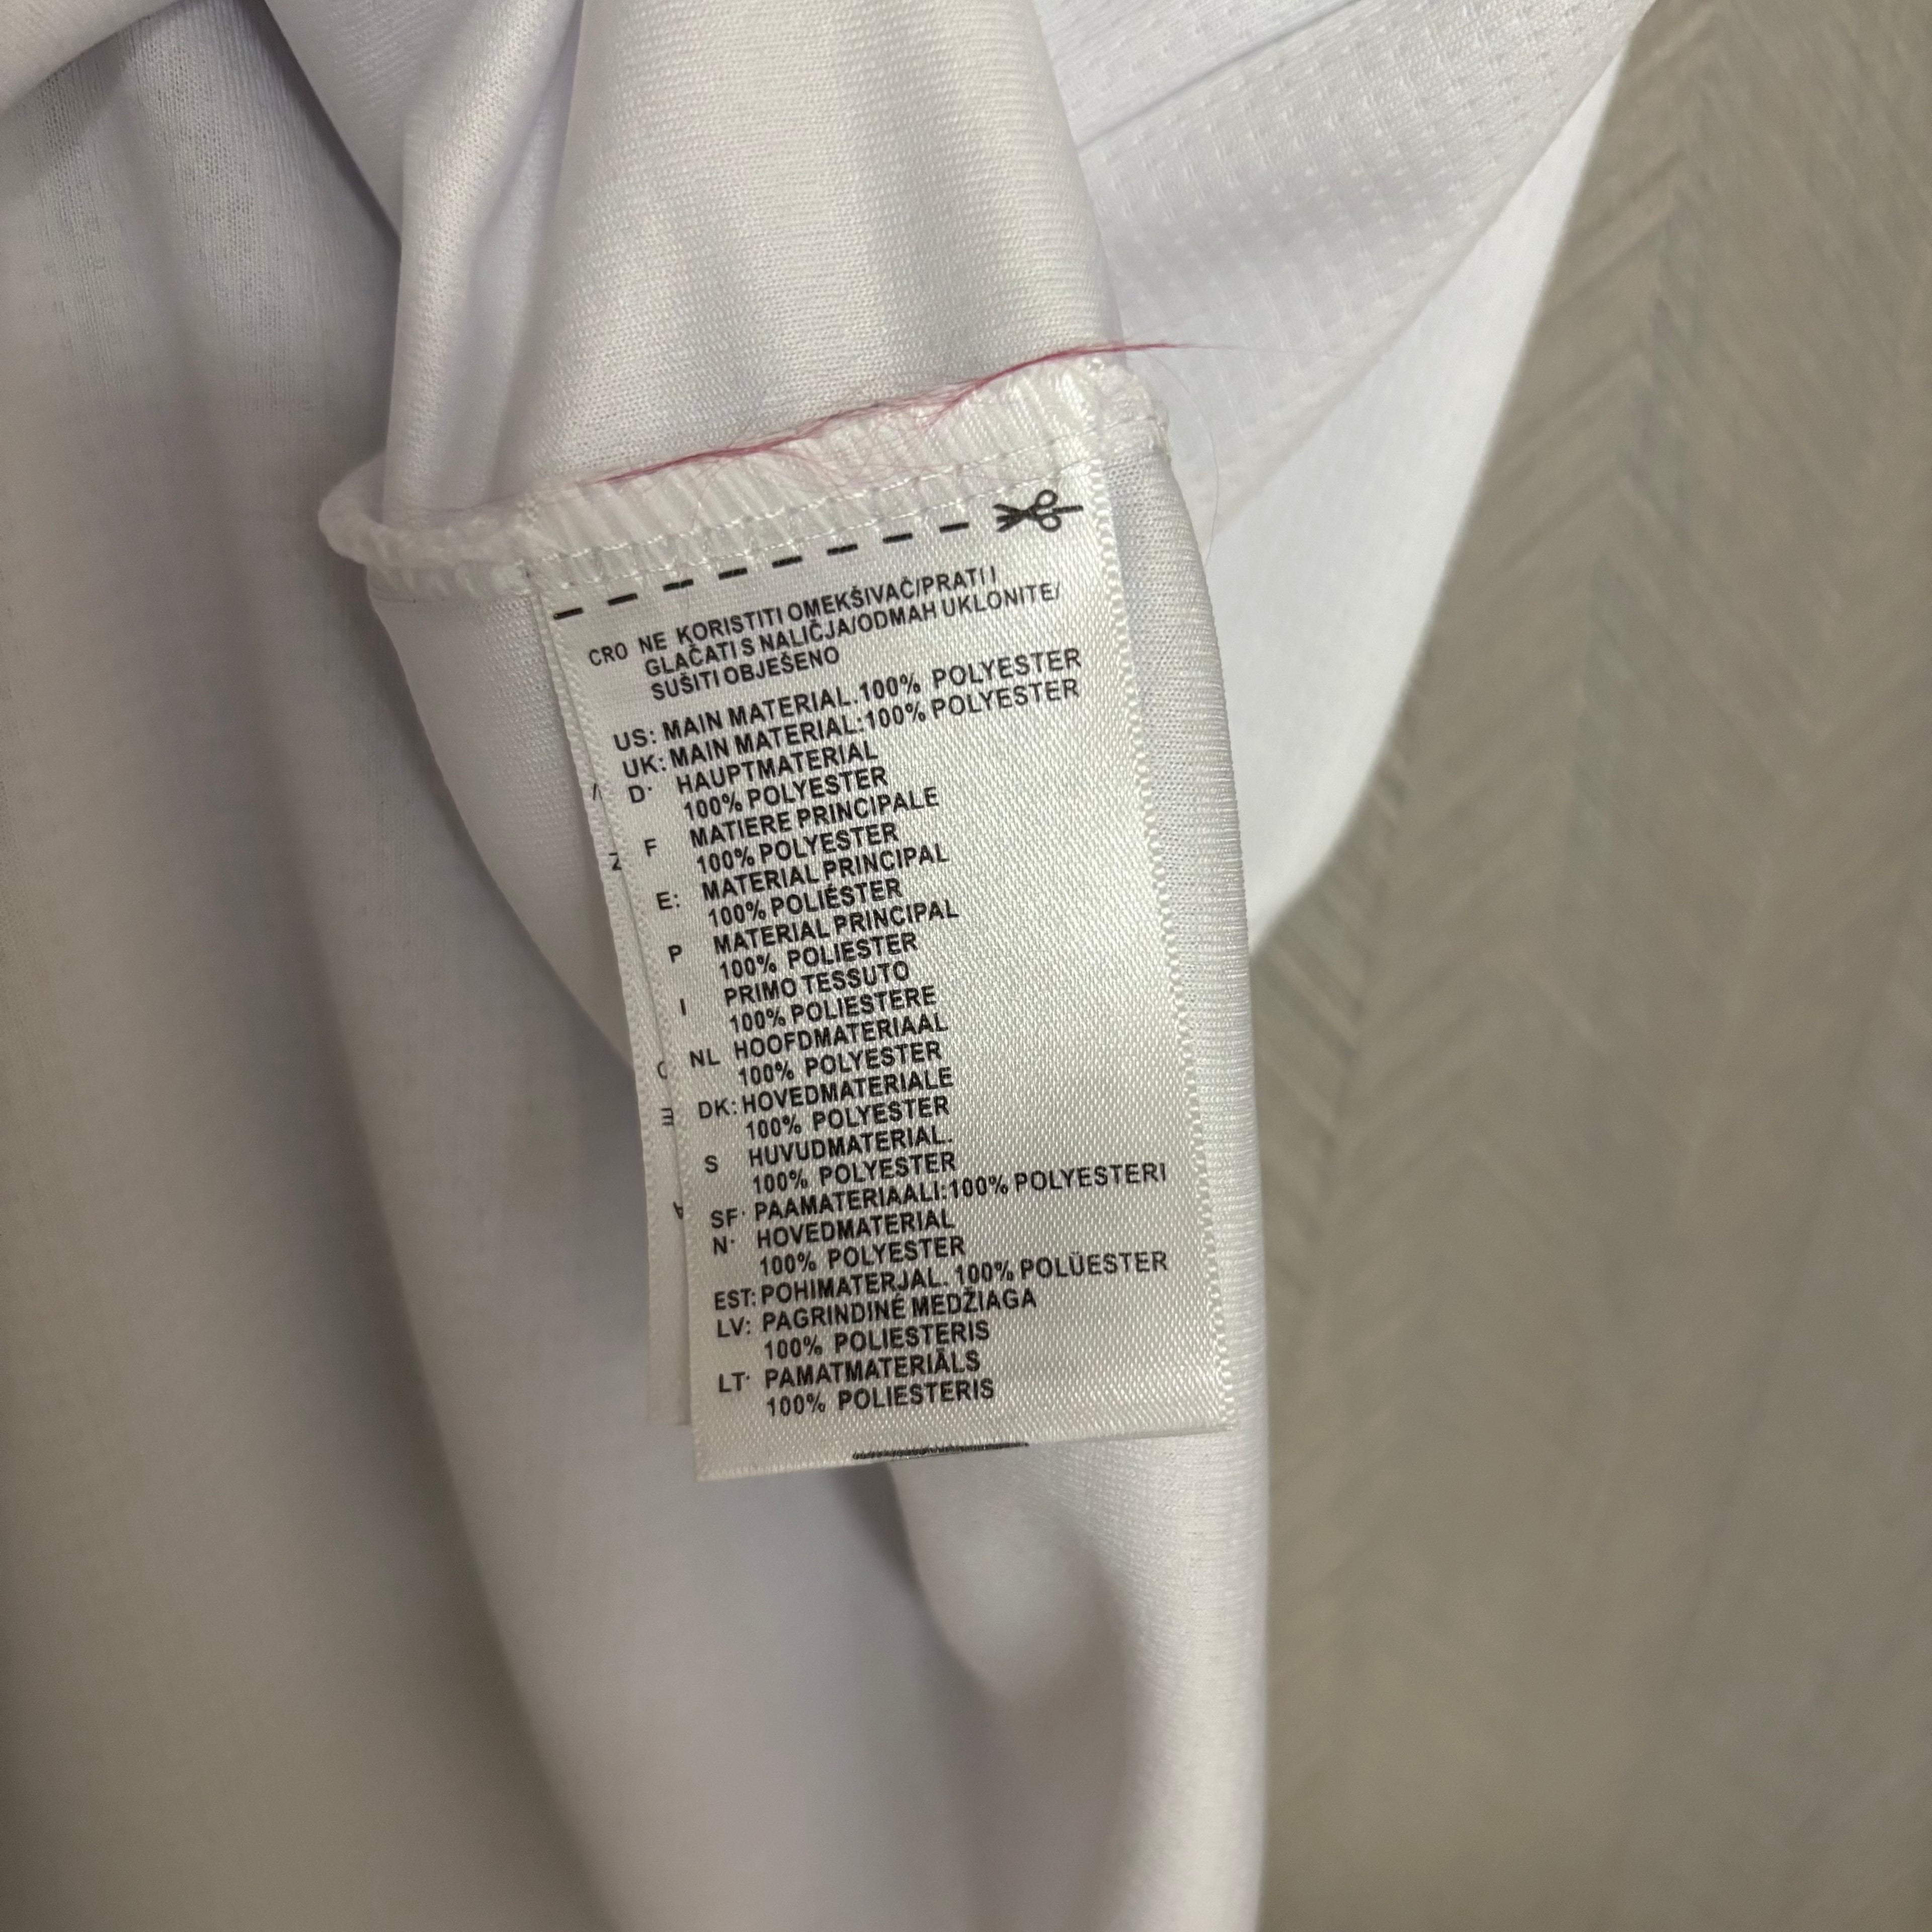 CRO NE KORISTITI OMEKŠIVAČ/PRATI I
GLAČATI S NALIČJA/ODMAH UKLONITE/
SUŠITI OBJEŠENO
US: MAIN MATERIAL.100% POLYESTER
UK: MAIN MATERIAL:100% POLYESTER
D· HAUPTMATERIAL
100% POLYESTER
F MATIERE PRINCIPALE
100% POLYESTER
E: MATERIAL PRINCIPAL
100% POLIÉSTER
P MATERIAL PRINCIPAL
100% POLIESTER
I PRIMO TESSUTO
100% POLIESTERE
NL HOOFDMATERIAAL
100% POLYESTER
DK: HOVEDMATERIALE
100% POLYESTER
S HUVUDMATERIAL.
100% POLYESTER
SF· PAAMATERIAALI:100% POLYESTERI
N· HOVEDMATERIAL
100% POLYESTER
EST: POHIMATERJAL. 100% POLÜESTER
LV: PAGRINDINÉ MEDŽIAGA
100% POLIESTERIS
LT· PAMATMATERIĀLS
100% POLIESTERIS